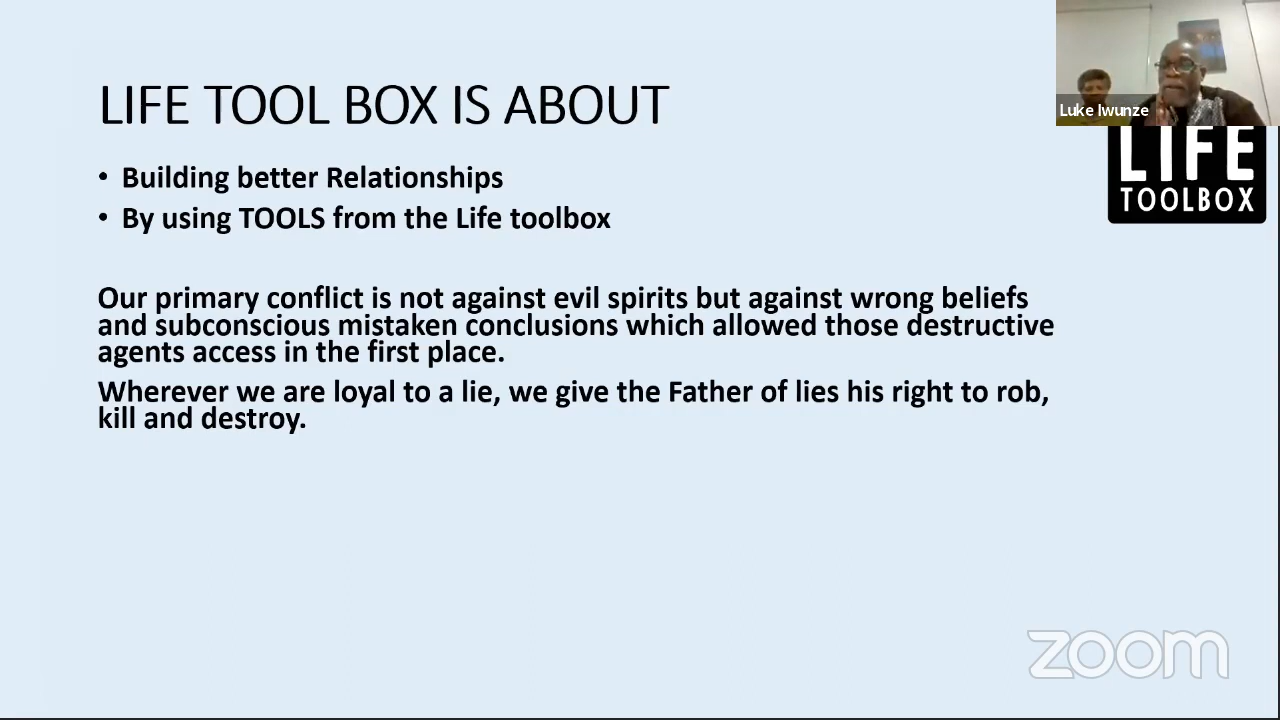 LIFE TOOL BOX IS ABOUT
Luke Iwunze
LIFE
TOOLBOX
• Building better Relationships
• By using TOOLS from the Life toolbox
Our primary conflict is not against evil spirits but against wrong beliefs
and subconscious mistaken conclusions which allowed those destructive
agents access in the first place.
Wherever we are loyal to a lie, we give the Father of lies his right to rob,
kill and destroy.
zoom